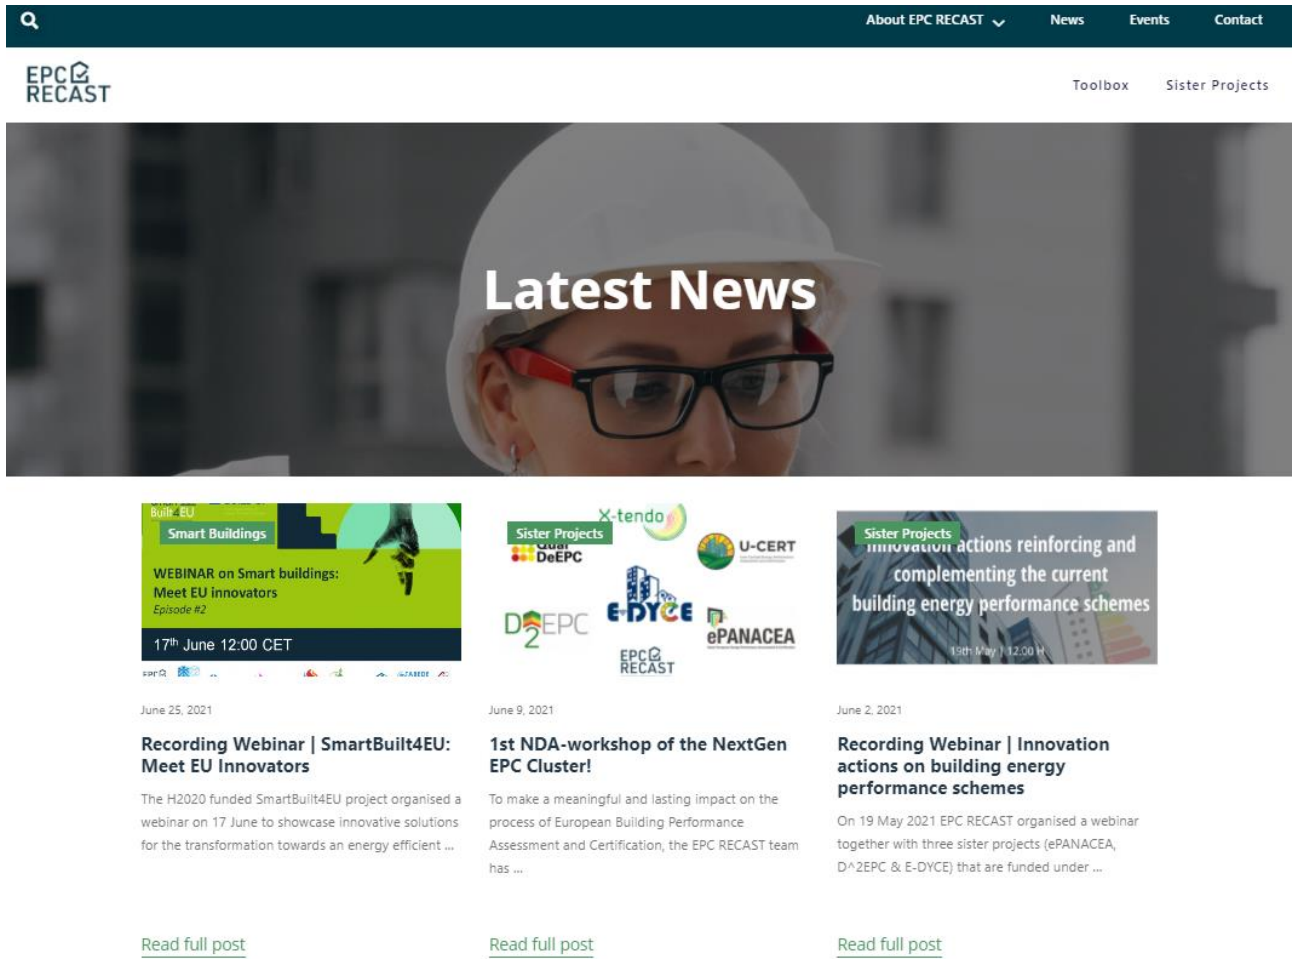 About EPC RECAST
News
Events
Contact
EPC
RECAST
Toolbox
Sister Projects
Latest News
Built4EU
Smart Buildings
WEBINAR on Smart buildings:
Meet EU innovators
Episode #2
17th June 12:00 CET
X-tendo
Sister Projects
DeEPC
U-CERT
D2EPC
E-DYCE
ePANACEA
EPC
RECAST
Sister Projects
Innovation actions reinforcing and
complementing the current
building energy performance schemes
19th May | 12.00 H
June 25, 2021
Recording Webinar | SmartBuilt4EU:
Meet EU Innovators
The H2020 funded SmartBuilt4EU project organised a
webinar on 17 June to showcase innovative solutions
for the transformation towards an energy efficient ...
Read full post
June 9, 2021
1st NDA-workshop of the NextGen
EPC Cluster!
To make a meaningful and lasting impact on the
process of European Building Performance
Assessment and Certification, the EPC RECAST team
has ...
Read full post
June 2, 2021
Recording Webinar | Innovation
actions on building energy
performance schemes
On 19 May 2021 EPC RECAST organised a webinar
together with three sister projects (ePANACEA,
D^2EPC & E-DYCE) that are funded under ...
Read full post